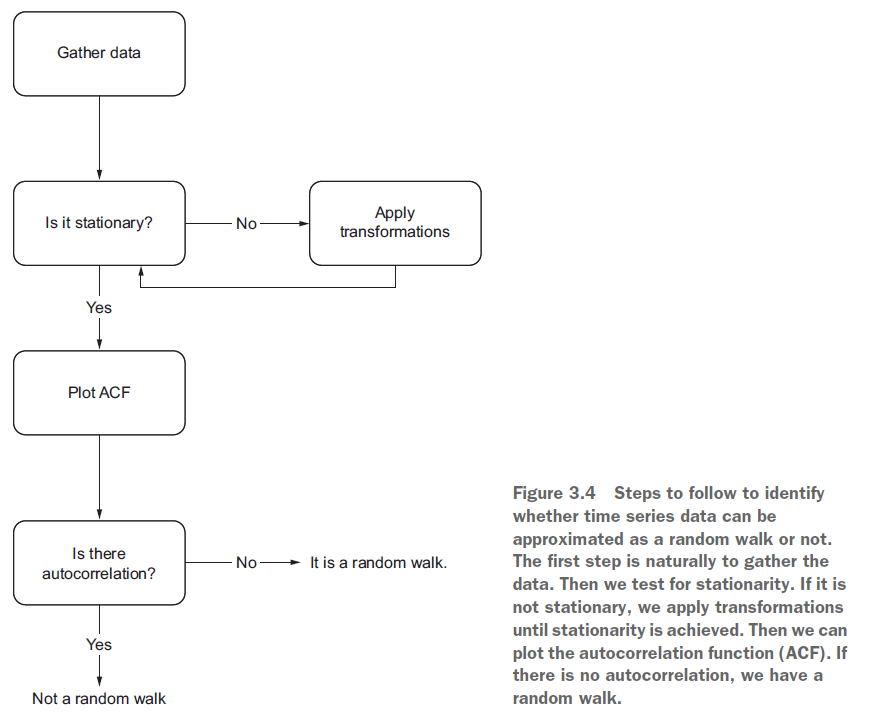 Gather data
Is it stationary?
No
Apply
transformations
Yes
Plot ACF
Is there
autocorrelation?
No
It is a random walk.
Yes
Not a random walk
Figure 3.4 Steps to follow to identify
whether time series data can be
approximated as a random walk or not.
The first step is naturally to gather the
data. Then we test for stationarity. If it is
not stationary, we apply transformations
until stationarity is achieved. Then we can
plot the autocorrelation function (ACF). If
there is no autocorrelation, we have a
random walk.